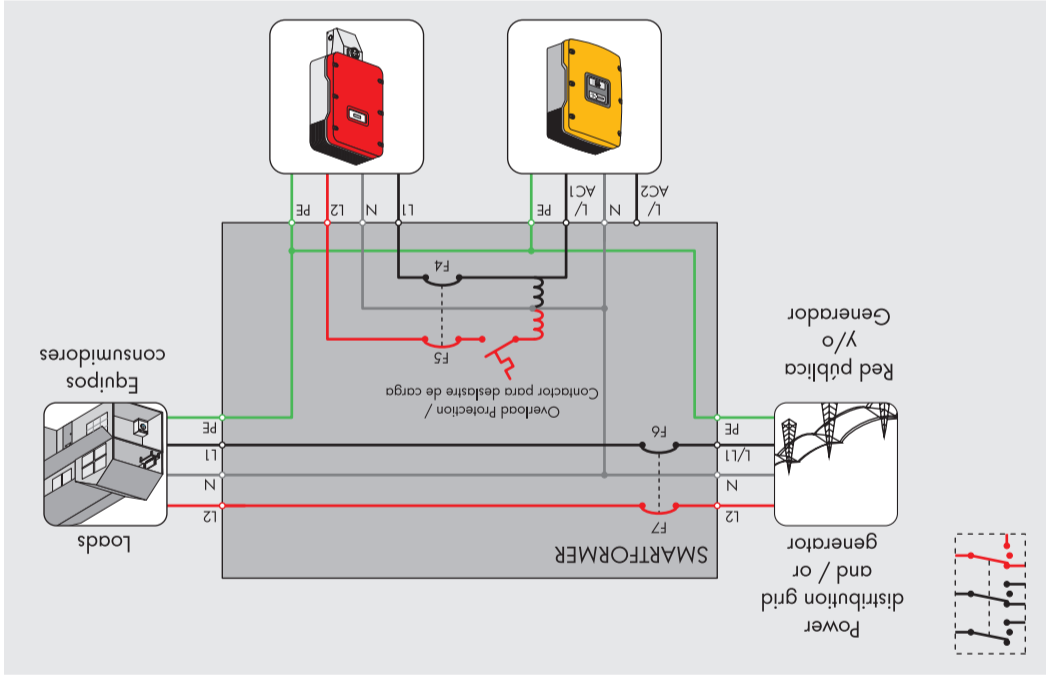 Power
distribution grid
and / or
generator
SMARTFORMER
Loads
L2
F7
L2
N
N
L/L1
F6
L1
PE
PE
Overload Protection /
Contactor para deslastre de carga
Red pública
y/o
Generador
Equipos
consumidores
F5
F4
L/
AC2
N
L/
AC1
PE
L1
N
L2
PE